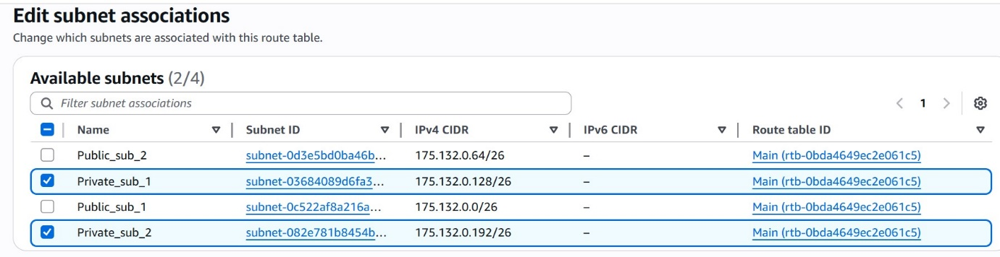 Edit subnet associations
Change which subnets are associated with this route table.
Available subnets (2/4)
Filter subnet associations
1
Name Subnet ID IPv4 CIDR IPv6 CIDR Route table ID
Public_sub_2 subnet-0d3e5bd0ba46b... 175.132.0.64/26 – Main (rtb-0bda4649ec2e061c5)
Private_sub_1 subnet-03684089d6fa3... 175.132.0.128/26 – Main (rtb-0bda4649ec2e061c5)
Public_sub_1 subnet-0c522af8a216a... 175.132.0.0/26 – Main (rtb-0bda4649ec2e061c5)
Private_sub_2 subnet-082e781b8454b... 175.132.0.192/26 – Main (rtb-0bda4649ec2e061c5)